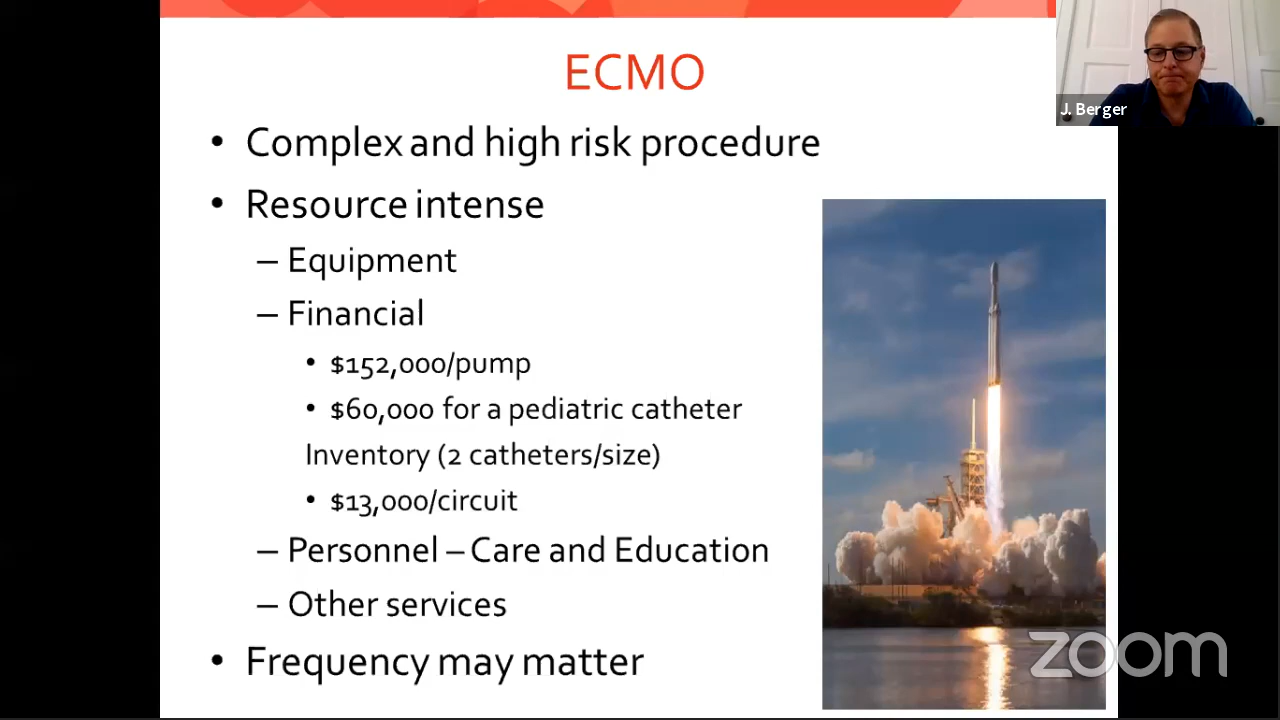 ECMO
J. Berger
• Complex and high risk procedure
• Resource intense
– Equipment
– Financial
• $152,000/pump
• $60,000 for a pediatric catheter
Inventory (2 catheters/size)
• $13,000/circuit
– Personnel – Care and Education
– Other services
• Frequency may matter
zoom